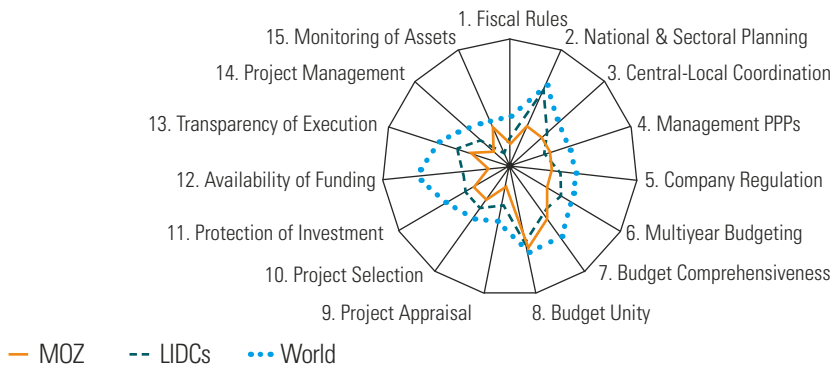 1. Fiscal Rules
2. National & Sectoral Planning
3. Central-Local Coordination
4. Management PPPs
5. Company Regulation
6. Multiyear Budgeting
7. Budget Comprehensiveness
8. Budget Unity
9. Project Appraisal
10. Project Selection
11. Protection of Investment
12. Availability of Funding
13. Transparency of Execution
14. Project Management
15. Monitoring of Assets
MOZ
LIDCs
World